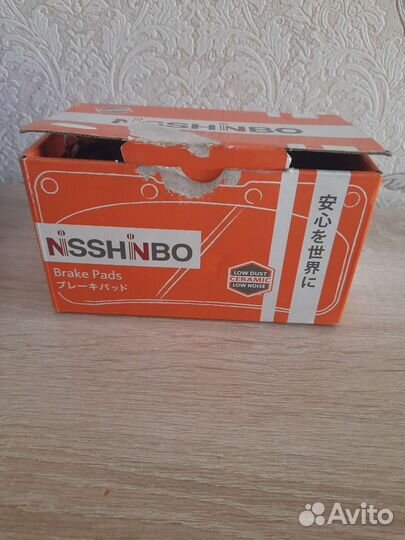 NISSHINBO
NISSHINBO
Brake Pads
ブレーキパッド
LOW DUST
CERAMIC
LOW NOISE
安心を世界に
Avito